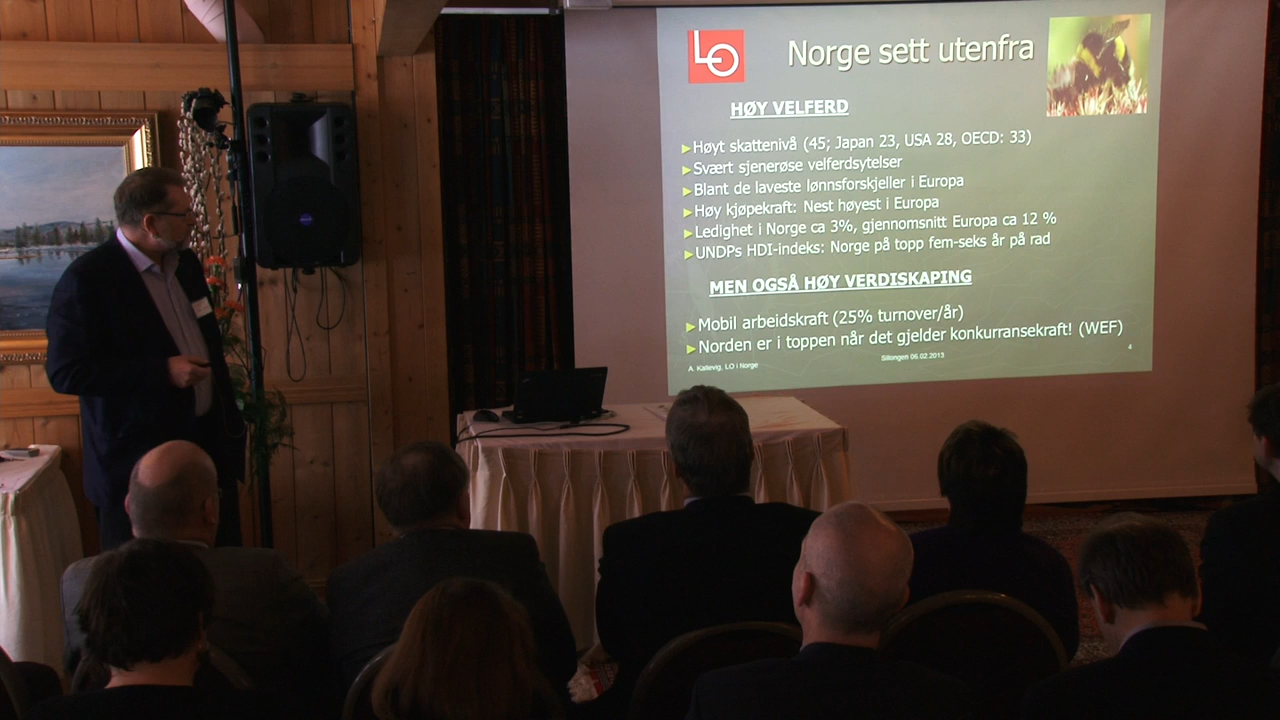 LO
Norge sett utenfra
HØY VELFERD
Høyt skattenivå (45; Japan 23, USA 28, OECD: 33)
Svært sjenerøse velferdsytelser
Blant de laveste lønnsforskjeller i Europa
Høy kjøpekraft: Nest høyest i Europa
Ledighet i Norge ca 3%, gjennomsnitt Europa ca 12 %
UNDPs HDI-indeks: Norge på topp fem-seks år på rad
MEN OGSÅ HØY VERDISKAPING
Mobil arbeidskraft (25% turnover/år)
Norden er i toppen når det gjelder konkurransekraft! (WEF)
A. Kallevig, LO i Norge
Sillongen 06.02.2013
4